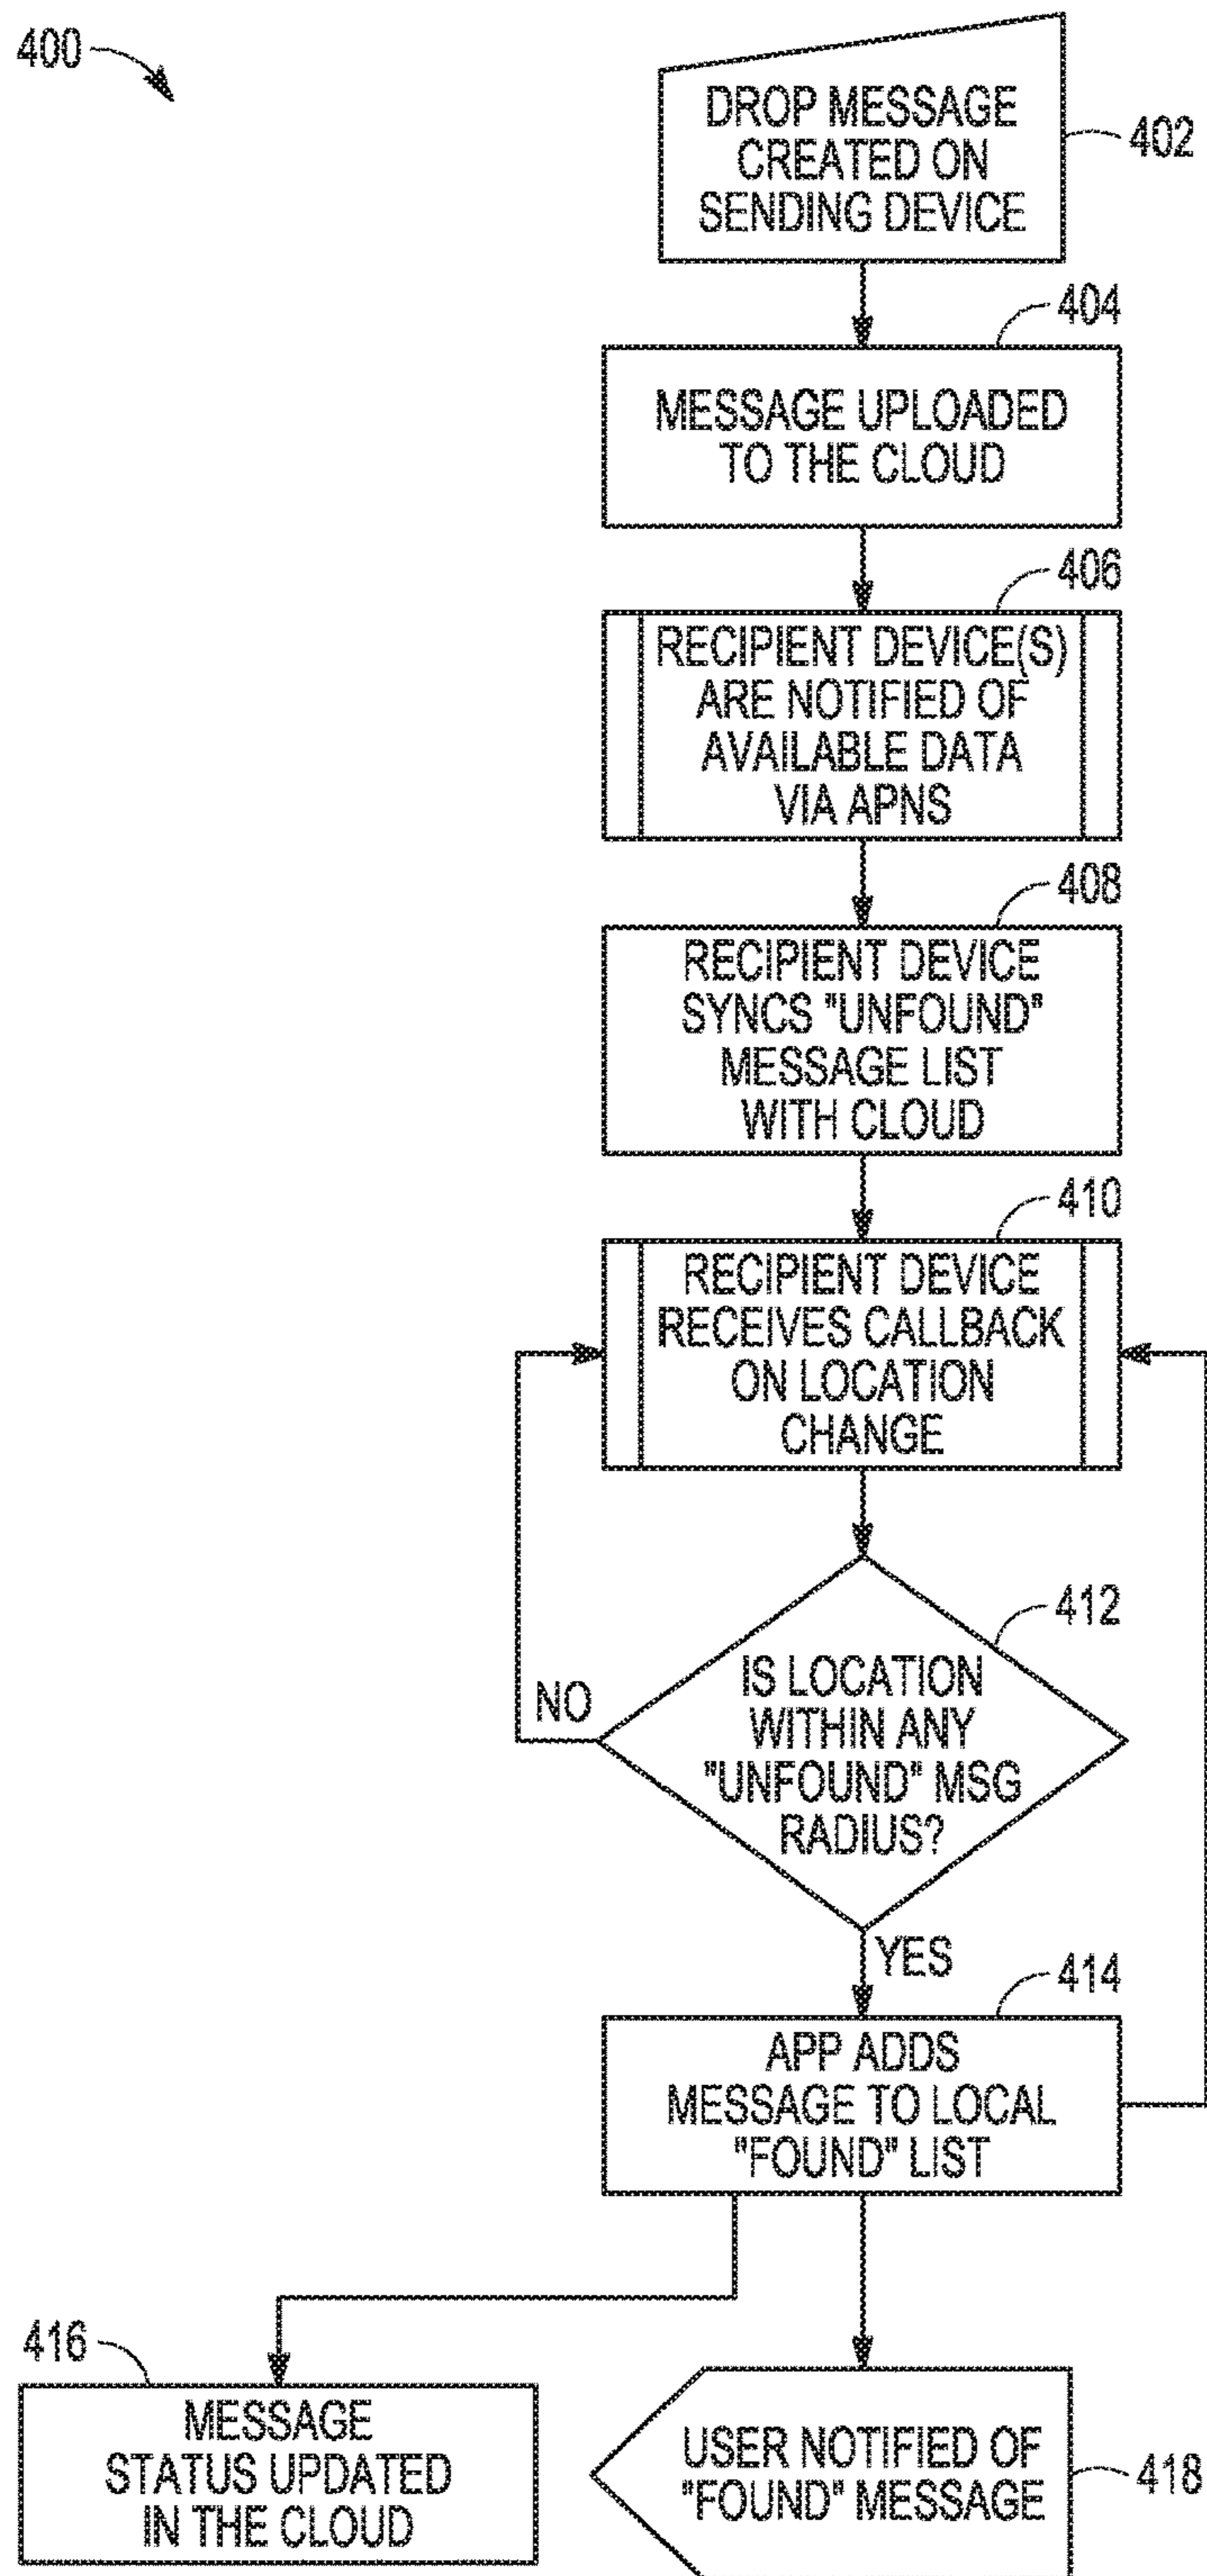 400
DROP MESSAGE
CREATED ON
SENDING DEVICE
402
404
MESSAGE UPLOADED
TO THE CLOUD
406
RECIPIENT DEVICE(S)
ARE NOTIFIED OF
AVAILABLE DATA
VIA APNS
408
RECIPIENT DEVICE
SYNCS "UNFOUND"
MESSAGE LIST
WITH CLOUD
410
RECIPIENT DEVICE
RECEIVES CALLBACK
ON LOCATION
CHANGE
412
IS LOCATION
WITHIN ANY
"UNFOUND" MSG
RADIUS?
NO
YES
414
APP ADDS
MESSAGE TO LOCAL
"FOUND" LIST
416
MESSAGE
STATUS UPDATED
IN THE CLOUD
USER NOTIFIED OF
"FOUND" MESSAGE
418